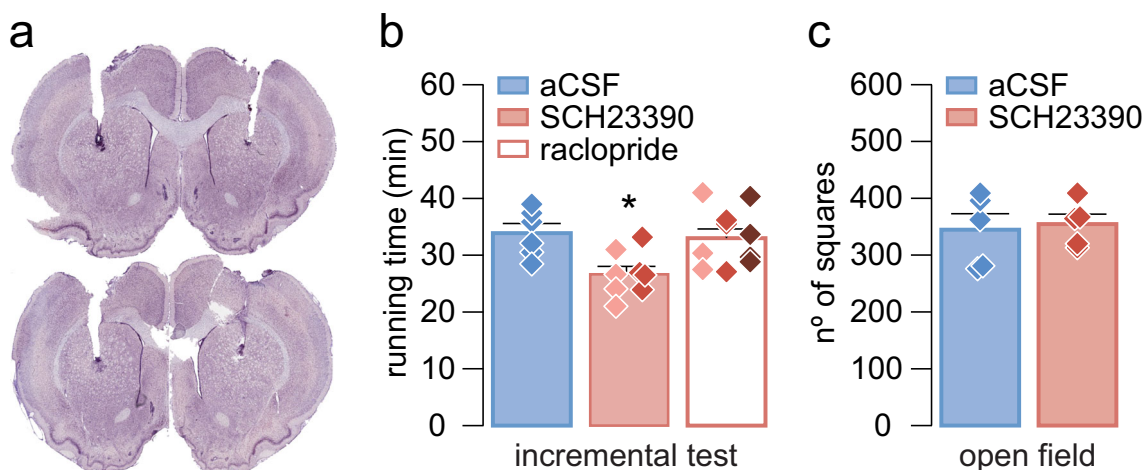 a
b
running time (min)
60
50
40
30
20
10
0
aCSF
SCH23390
raclopride
*
incremental test
c
nº of squares
600
500
400
300
200
100
0
aCSF
SCH23390
open field